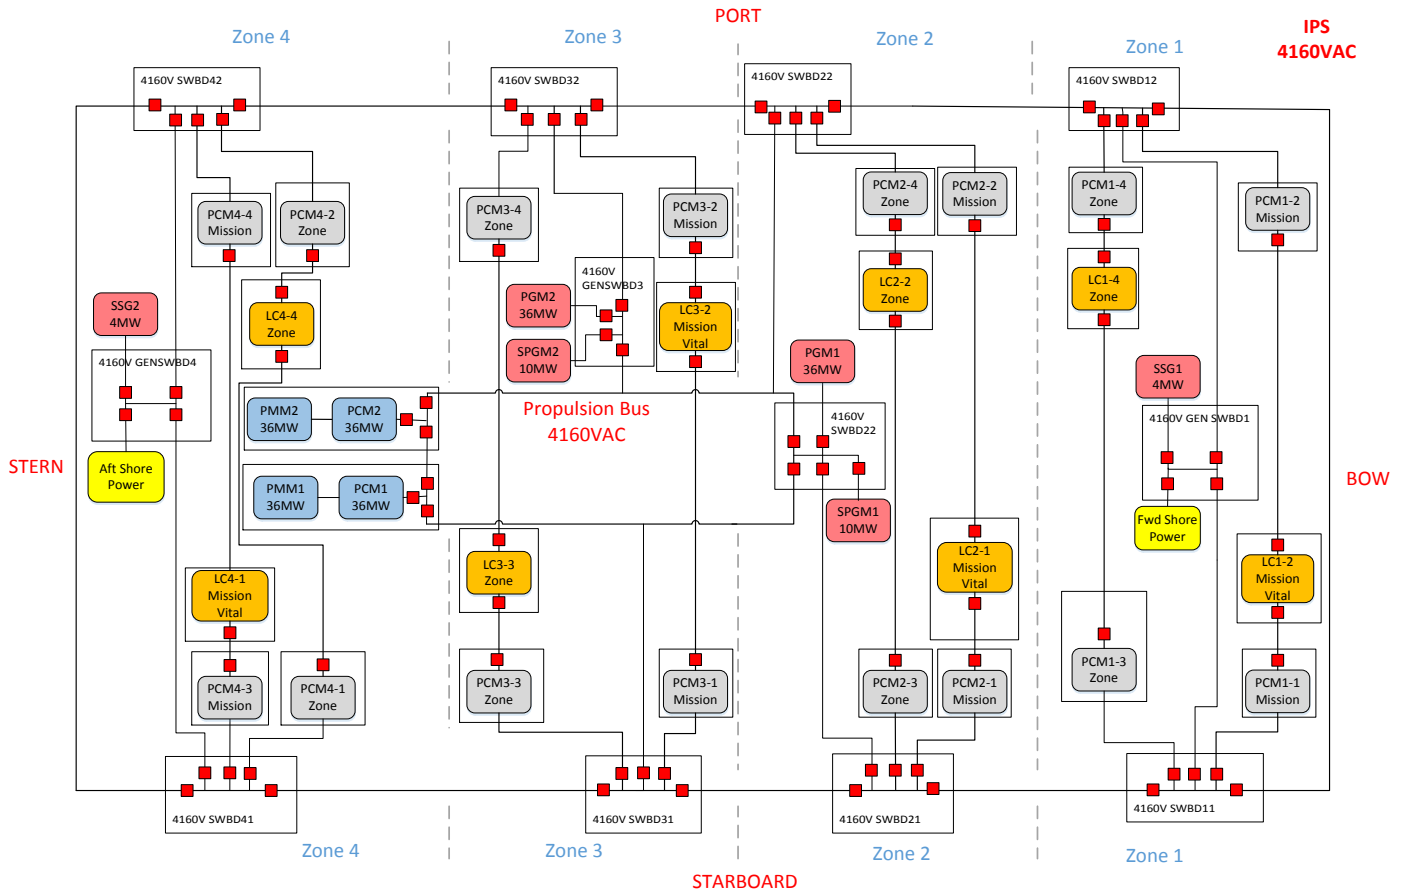 PORT
IPS
4160VAC
Zone 4
Zone 3
Zone 2
Zone 1
4160V SWBD42
4160V SWBD32
4160V SWBD22
4160V SWBD12
PCM4-4
Mission
PCM4-2
Zone
PCM3-4
Zone
PCM3-2
Mission
PCM2-4
Zone
PCM2-2
Mission
PCM1-4
Zone
PCM1-2
Mission
SSG2
4MW
LC4-4
Zone
4160V
GENSWBD3
PGM2
36MW
SPGM2
10MW
LC3-2
Mission
Vital
LC2-2
Zone
LC1-4
Zone
4160V GENSWBD4
PGM1
36MW
SSG1
4MW
PMM2
36MW
PCM2
36MW
Propulsion Bus
4160VAC
4160V
SWBD22
4160V GEN SWBD1
STERN
Aft Shore
Power
PMM1
36MW
PCM1
36MW
SPGM1
10MW
Fwd Shore
Power
BOW
LC4-1
Mission
Vital
LC3-3
Zone
LC2-1
Mission
Vital
LC1-2
Mission
Vital
PCM4-3
Mission
PCM4-1
Zone
PCM3-3
Zone
PCM3-1
Mission
PCM2-3
Zone
PCM2-1
Mission
PCM1-3
Zone
PCM1-1
Mission
4160V SWBD41
4160V SWBD31
4160V SWBD21
4160V SWBD11
Zone 4
Zone 3
Zone 2
Zone 1
STARBOARD